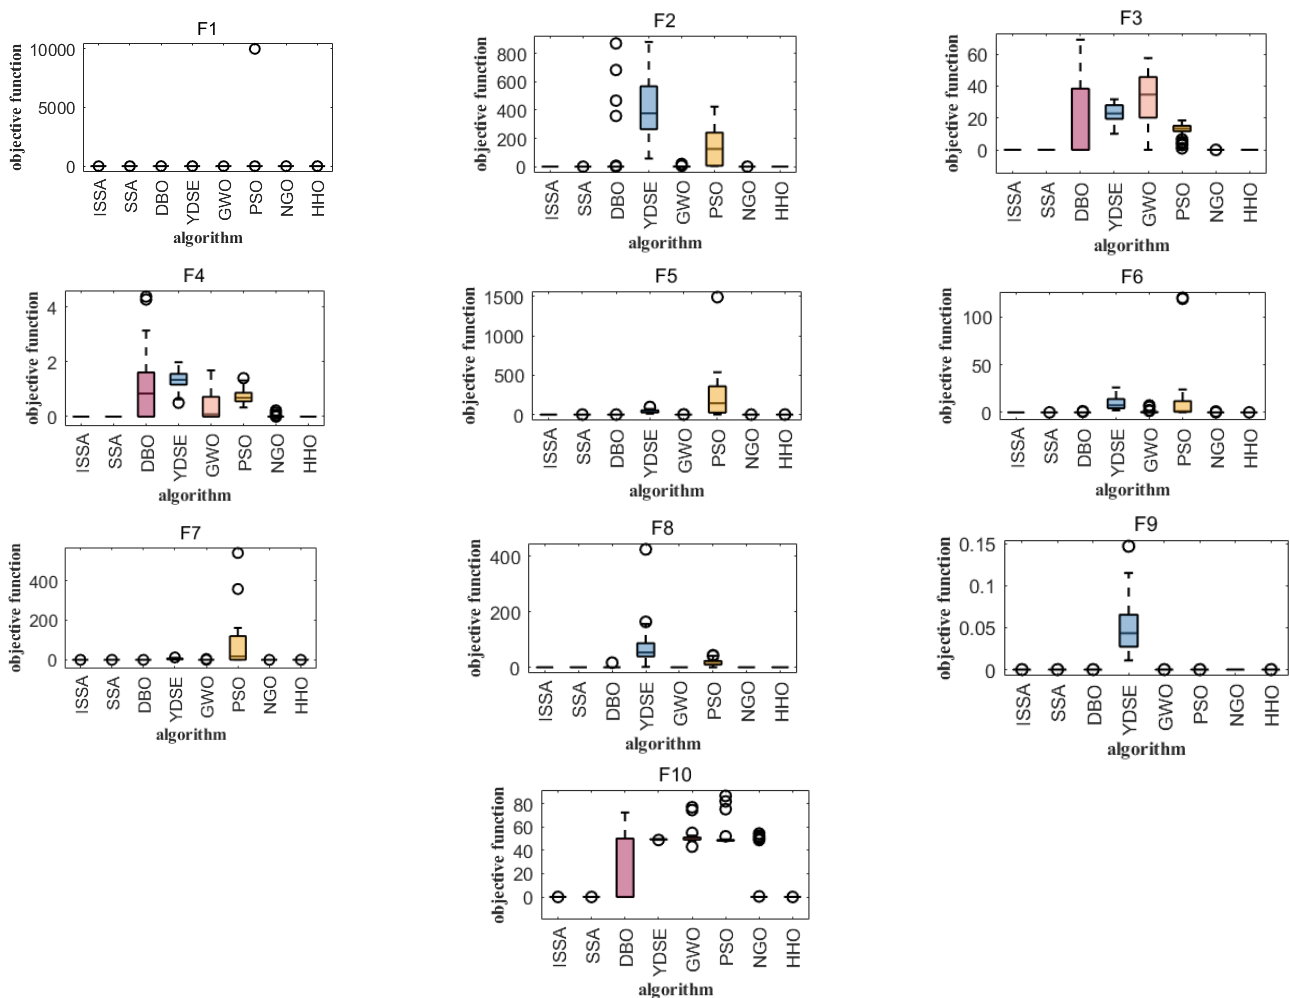 F1
objective function
10000
5000
0
ISSA
SSA
DBO
YDSE
GWO
PSO
NGO
HHO
algorithm
F2
objective function
800
600
400
200
0
ISSA
SSA
DBO
YDSE
GWO
PSO
NGO
HHO
algorithm
F3
objective function
60
40
20
0
ISSA
SSA
DBO
YDSE
GWO
PSO
NGO
HHO
algorithm
F4
objective function
4
2
0
ISSA
SSA
DBO
YDSE
GWO
PSO
NGO
HHO
algorithm
F5
objective function
1500
1000
500
0
ISSA
SSA
DBO
YDSE
GWO
PSO
NGO
HHO
algorithm
F6
objective function
100
50
0
ISSA
SSA
DBO
YDSE
GWO
PSO
NGO
HHO
algorithm
F7
objective function
400
200
0
ISSA
SSA
DBO
YDSE
GWO
PSO
NGO
HHO
algorithm
F8
objective function
400
200
0
ISSA
SSA
DBO
YDSE
GWO
PSO
NGO
HHO
algorithm
F9
objective function
0.15
0.1
0.05
0
ISSA
SSA
DBO
YDSE
GWO
PSO
NGO
HHO
algorithm
F10
objective function
80
60
40
20
0
ISSA
SSA
DBO
YDSE
GWO
PSO
NGO
HHO
algorithm